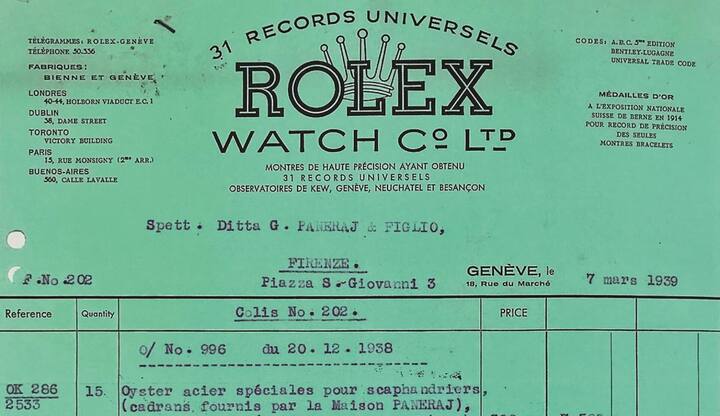 31 RECORDS UNIVERSELS
ROLEX
WATCH Co LTD
MONTRES DE HAUTE PRÉCISION AYANT OBTENU
31 RECORDS UNIVERSELS
OBSERVATOIRES DE KEW, GENÈVE, NEUCHATEL ET BESANÇON
TÉLÉGRAMMES: ROLEX-GENÈVE
TÉLÉPHONE 50.336
FABRIQUES:
BIENNE ET GENÈVE
LONDRES
40-44, HOLBORN VIADUCT E.C. 1
DUBLIN
38, DAME STREET
TORONTO
VICTORY BUILDING
PARIS
15, RUE MONSIGNY (2me ARR.)
BUENOS-AIRES
560, CALLE LAVALLE
CODES: A.B.C. 5me EDITION
BENTLEY-LUGAGNE
UNIVERSAL TRADE CODE
MÉDAILLES D'OR
A L'EXPOSITION NATIONALE
SUISSE DE BERNE EN 1914
POUR RECORD DE PRÉCISION
DES SEULES
MONTRES BRACELETS
Spett. Ditta G. PANERAJ & FIGLIO,
FIRENZE.
Piazza S. Giovanni 3
F.No.202
GENÈVE, le 7 mars 1939
18, Rue du Marché
Reference Quantity Colis No. 202. PRICE
o/ No. 996 du 20.12.1938
OK 286 15. Oyster acier spéciales pour scaphandriers,
2533 (cadrans fournis par la Maison PANERAJ),